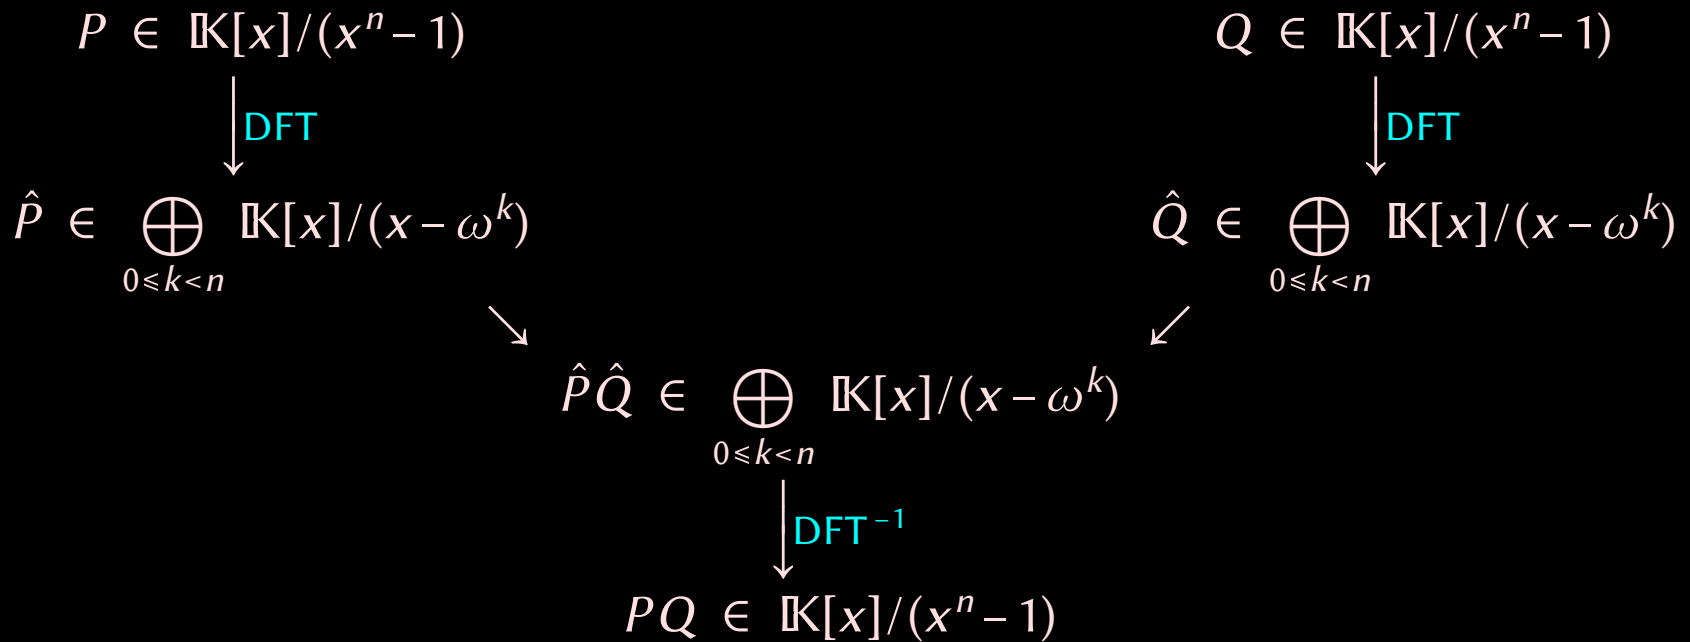 P ∈ 𝕂[x]/(xⁿ − 1) Q ∈ 𝕂[x]/(xⁿ − 1)
DFT DFT
P̂ ∈ ⨁ 𝕂[x]/(x − ωᵏ) Q̂ ∈ ⨁ 𝕂[x]/(x − ωᵏ)
0⩽k<n 0⩽k<n
P̂Q̂ ∈ ⨁ 𝕂[x]/(x − ωᵏ)
0⩽k<n
DFT⁻¹
PQ ∈ 𝕂[x]/(xⁿ − 1)